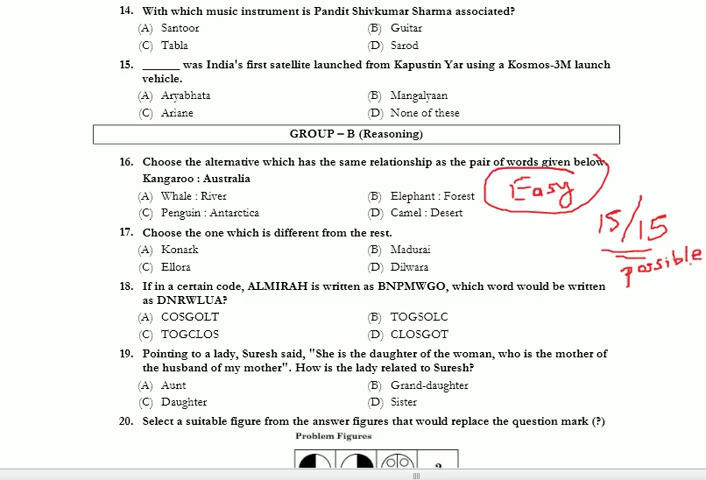 14. With which music instrument is Pandit Shivkumar Sharma associated?
(A) Santoor (B) Guitar
(C) Tabla (D) Sarod
15. ______ was India's first satellite launched from Kapustin Yar using a Kosmos-3M launch
vehicle.
(A) Aryabhata (B) Mangalyaan
(C) Ariane (D) None of these
GROUP – B (Reasoning)
16. Choose the alternative which has the same relationship as the pair of words given below.
Kangaroo : Australia
(A) Whale : River (B) Elephant : Forest
(C) Penguin : Antarctica (D) Camel : Desert
Easy
15/15
possible
17. Choose the one which is different from the rest.
(A) Konark (B) Madurai
(C) Ellora (D) Dilwara
18. If in a certain code, ALMIRAH is written as BNPMWGO, which word would be written
as DNRWLUA?
(A) COSGOLT (B) TOGSOLC
(C) TOGCLOS (D) CLOSGOT
19. Pointing to a lady, Suresh said, "She is the daughter of the woman, who is the mother of
the husband of my mother". How is the lady related to Suresh?
(A) Aunt (B) Grand-daughter
(C) Daughter (D) Sister
20. Select a suitable figure from the answer figures that would replace the question mark (?)
Problem Figures
?